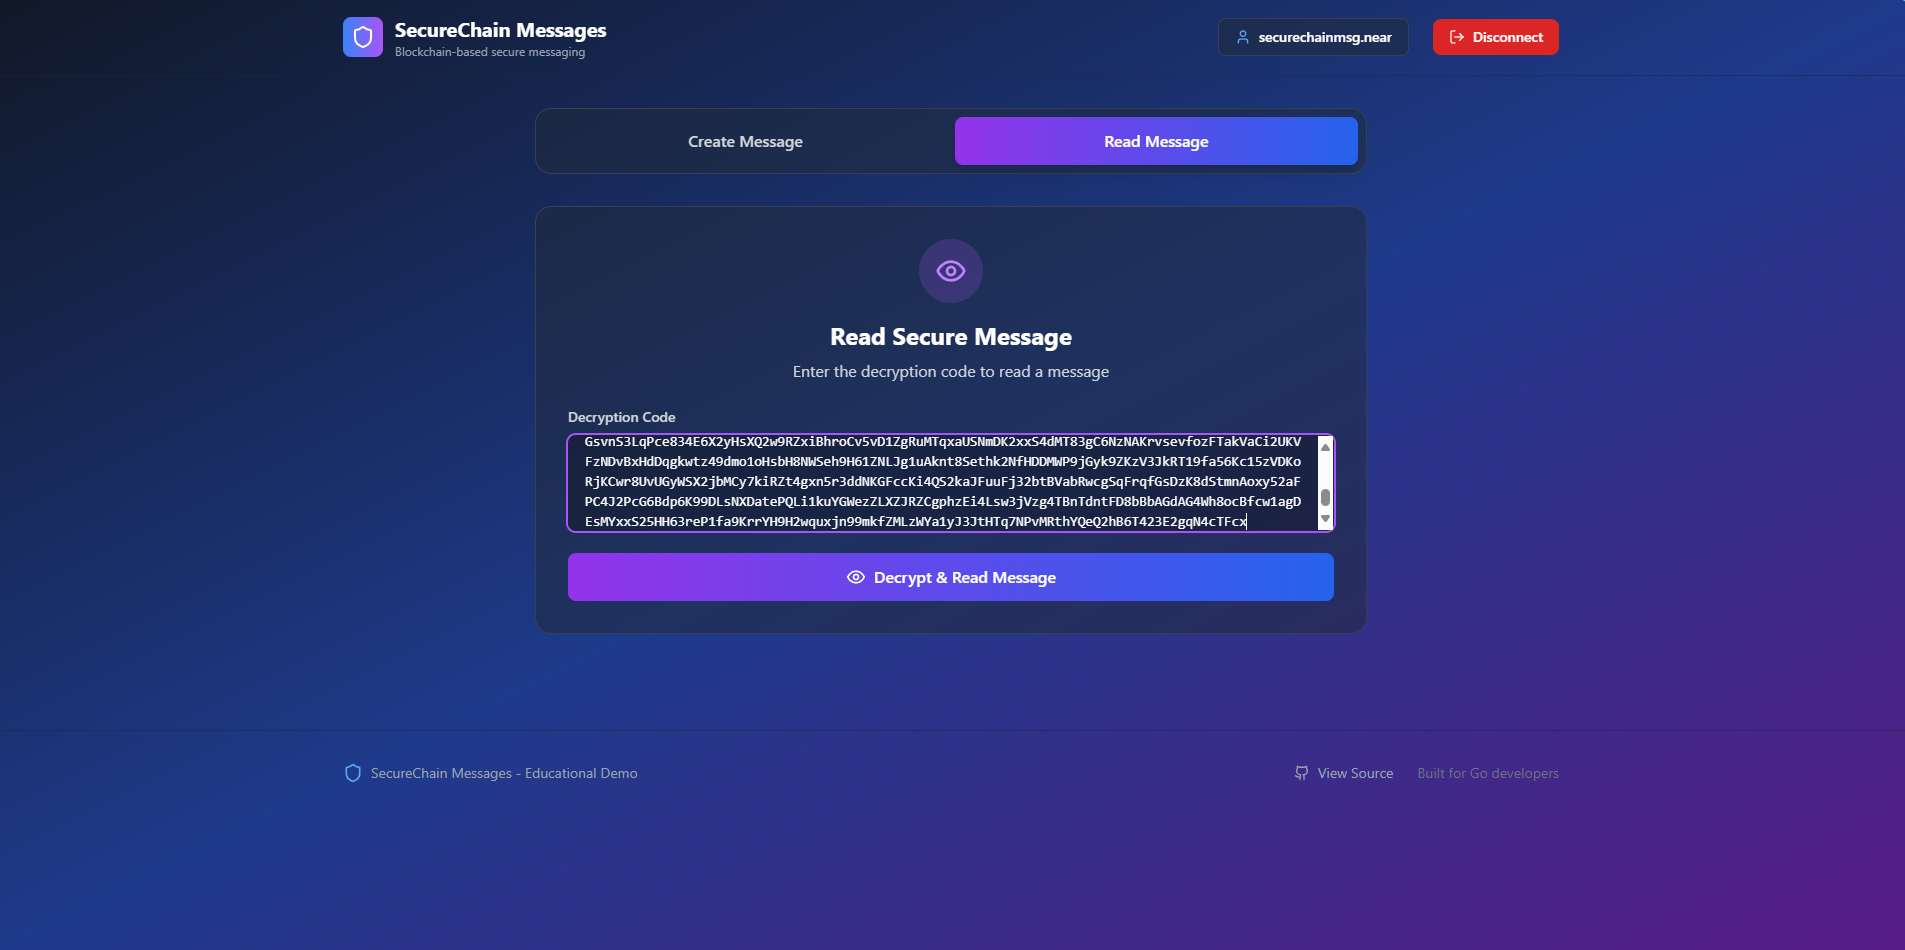 SecureChain Messages
Blockchain-based secure messaging
securechainmsg.near
Disconnect
Create Message
Read Message
Read Secure Message
Enter the decryption code to read a message
Decryption Code
GsvnS3LqPce834E6X2yHsXQ2w9RZxiBhroCv5vD1ZgRuMTqxaUSNmDK2xxS4dMT83gC6NzNAKrvsevfozFTakVaCi2UKV
FzNDvBxHdDqgkwtz49dmo1oHsbH8NWSeh9H61ZNLJg1uAknt8Sethk2NfHDDMWP9jGyk9ZKzV3JkRT19fa56Kc15zVDKo
RjKCwr8UvUGyWSX2jbMCy7kiRZt4gxn5r3ddNKGFccKi4QS2kaJFuuFj32btBVabRwcgSqFrqfGsDzK8dStmnAoxy52aF
PC4J2PcG6Bdp6K99DLsNXDatePQLi1kuYGWezZLXZJRZCgphzEi4Lsw3jVzg4TBnTdntFD8bBbAGdAG4Wh8ocBfcw1agD
EsMYxxS25HH63reP1fa9KrrYH9H2wquxjn99mkfZMLzWYa1yJ3JtHTq7NPvMRthYQeQ2hB6T423E2gqN4cTFcx
Decrypt & Read Message
SecureChain Messages - Educational Demo
View Source
Built for Go developers